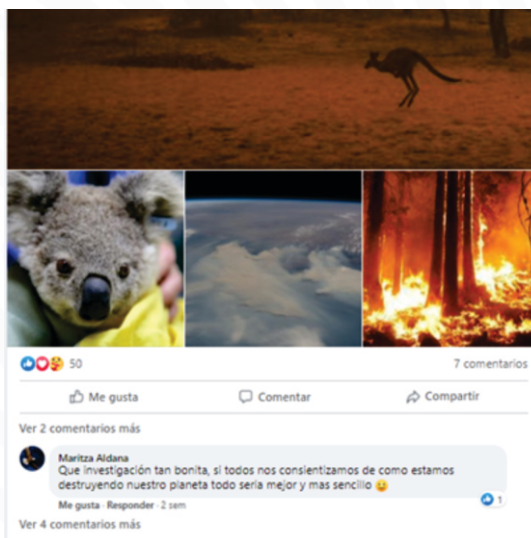 50 7 comentarios
Me gusta Comentar Compartir
Ver 2 comentarios más
Maritza Aldana
Que investigación tan bonita, si todos nos consientizamos de como estamos
destruyendo nuestro planeta todo seria mejor y mas sencillo
Me gusta · Responder · 2 sem
1
Ver 4 comentarios más